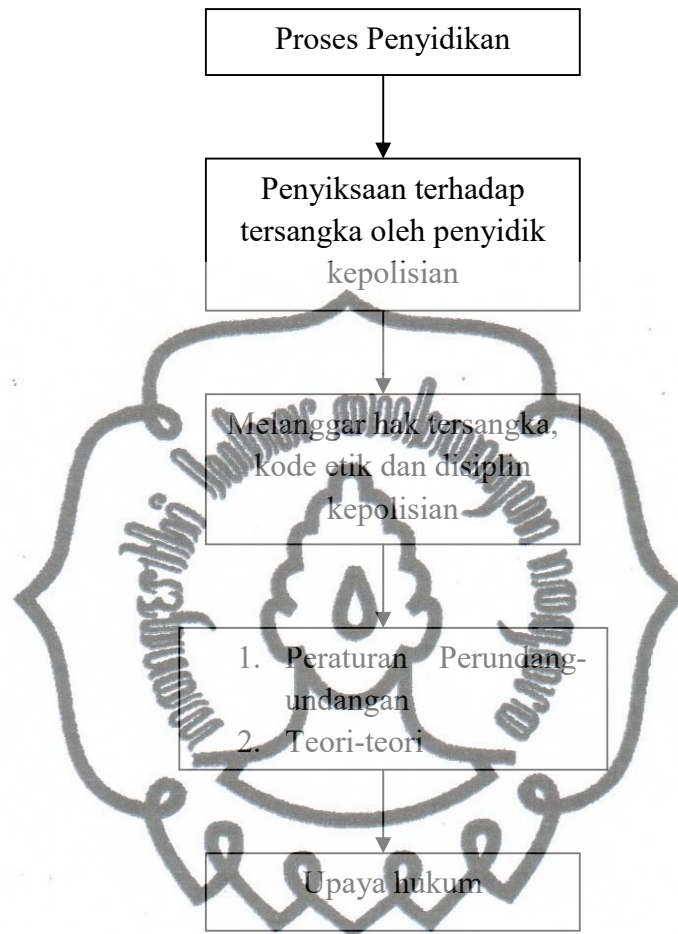 Proses Penyidikan
Penyiksaan terhadap
tersangka oleh penyidik
kepolisian
Melanggar hak tersangka,
kode etik dan disiplin
kepolisian
1. Peraturan Perundang-
undangan
2. Teori-teori
Upaya hukum